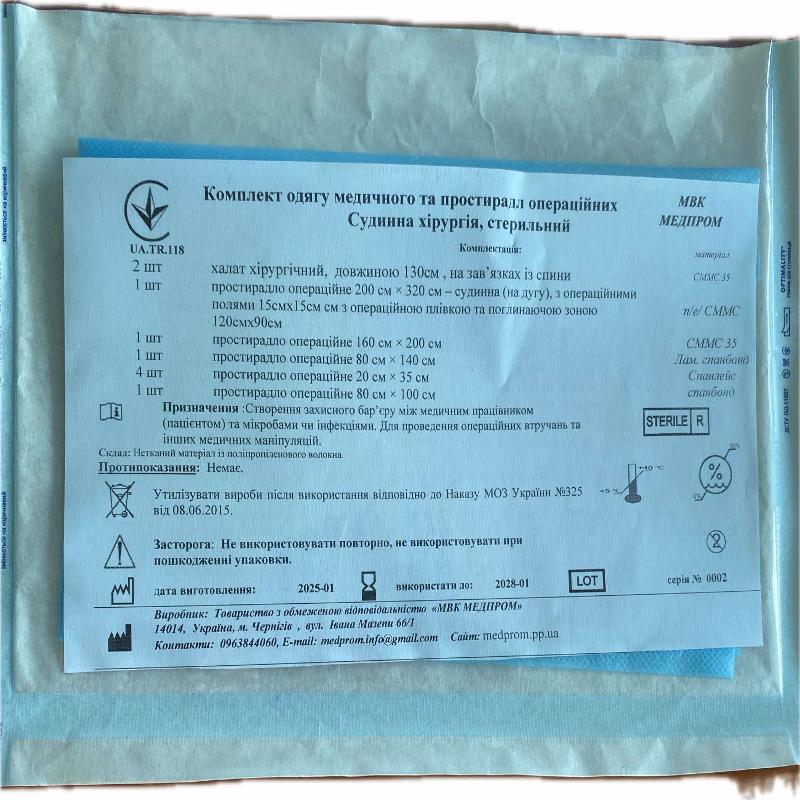 Комплект одягу медичного та простирадл операційних
Судинна хірургія, стерильний
МВК
МЕДПРОМ
UA.TR.118
Комплектація:
матеріал
2 шт халат хірургічний, довжиною 130см , на зав’язках із спини СММС 35
1 шт простирадло операційне 200 см × 320 см – судинна (на дугу), з операційними
полями 15смх15см см з операційною плівкою та поглинаючою зоною п/е/ СММС
120смх90см
1 шт простирадло операційне 160 см × 200 см СММС 35
1 шт простирадло операційне 80 см × 140 см Лам. спанбонд
4 шт простирадло операційне 20 см × 35 см Спанлейс
1 шт простирадло операційне 80 см × 100 см спанбонд
Призначення :Створення захисного бар’єру між медичним працівником
(пацієнтом) та мікробами чи инфекціями. Для проведення операційних втручань та
інших медичних маніпуляцій.
STERILE R
Склад: Нетканий матеріал із поліпропіленового волокна.
Протипоказання: Немає.
Утилізувати вироби після використання відповідно до Наказу МОЗ України №325
від 08.06.2015.
+5 °C
+40 °C
%
Засторога: Не використовувати повторно, не використовувати при
пошкодженні упаковки.
2
дата виготовлення: 2025-01 використати до: 2028-01 LOT серія № 0002
Виробник: Товариство з обмеженою відповідальністю «МВК МЕДПРОМ»
14014, Україна, м. Чернігів , вул. Івана Мазепи 66/1
Контакти: 0963844060, E-mail: medprom.info@gmail.com Сайт: medprom.pp.ua
OPTIMALITY